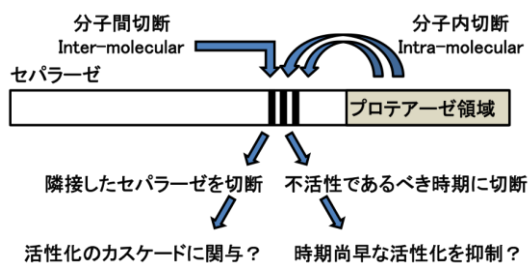 分子間切断 分子内切断
Inter-molecular Intra-molecular
セパラーゼ
プロテアーゼ領域
隣接したセパラーゼを切断 不活性であるべき時期に切断
活性化のカスケードに関与？ 時期尚早な活性化を抑制？